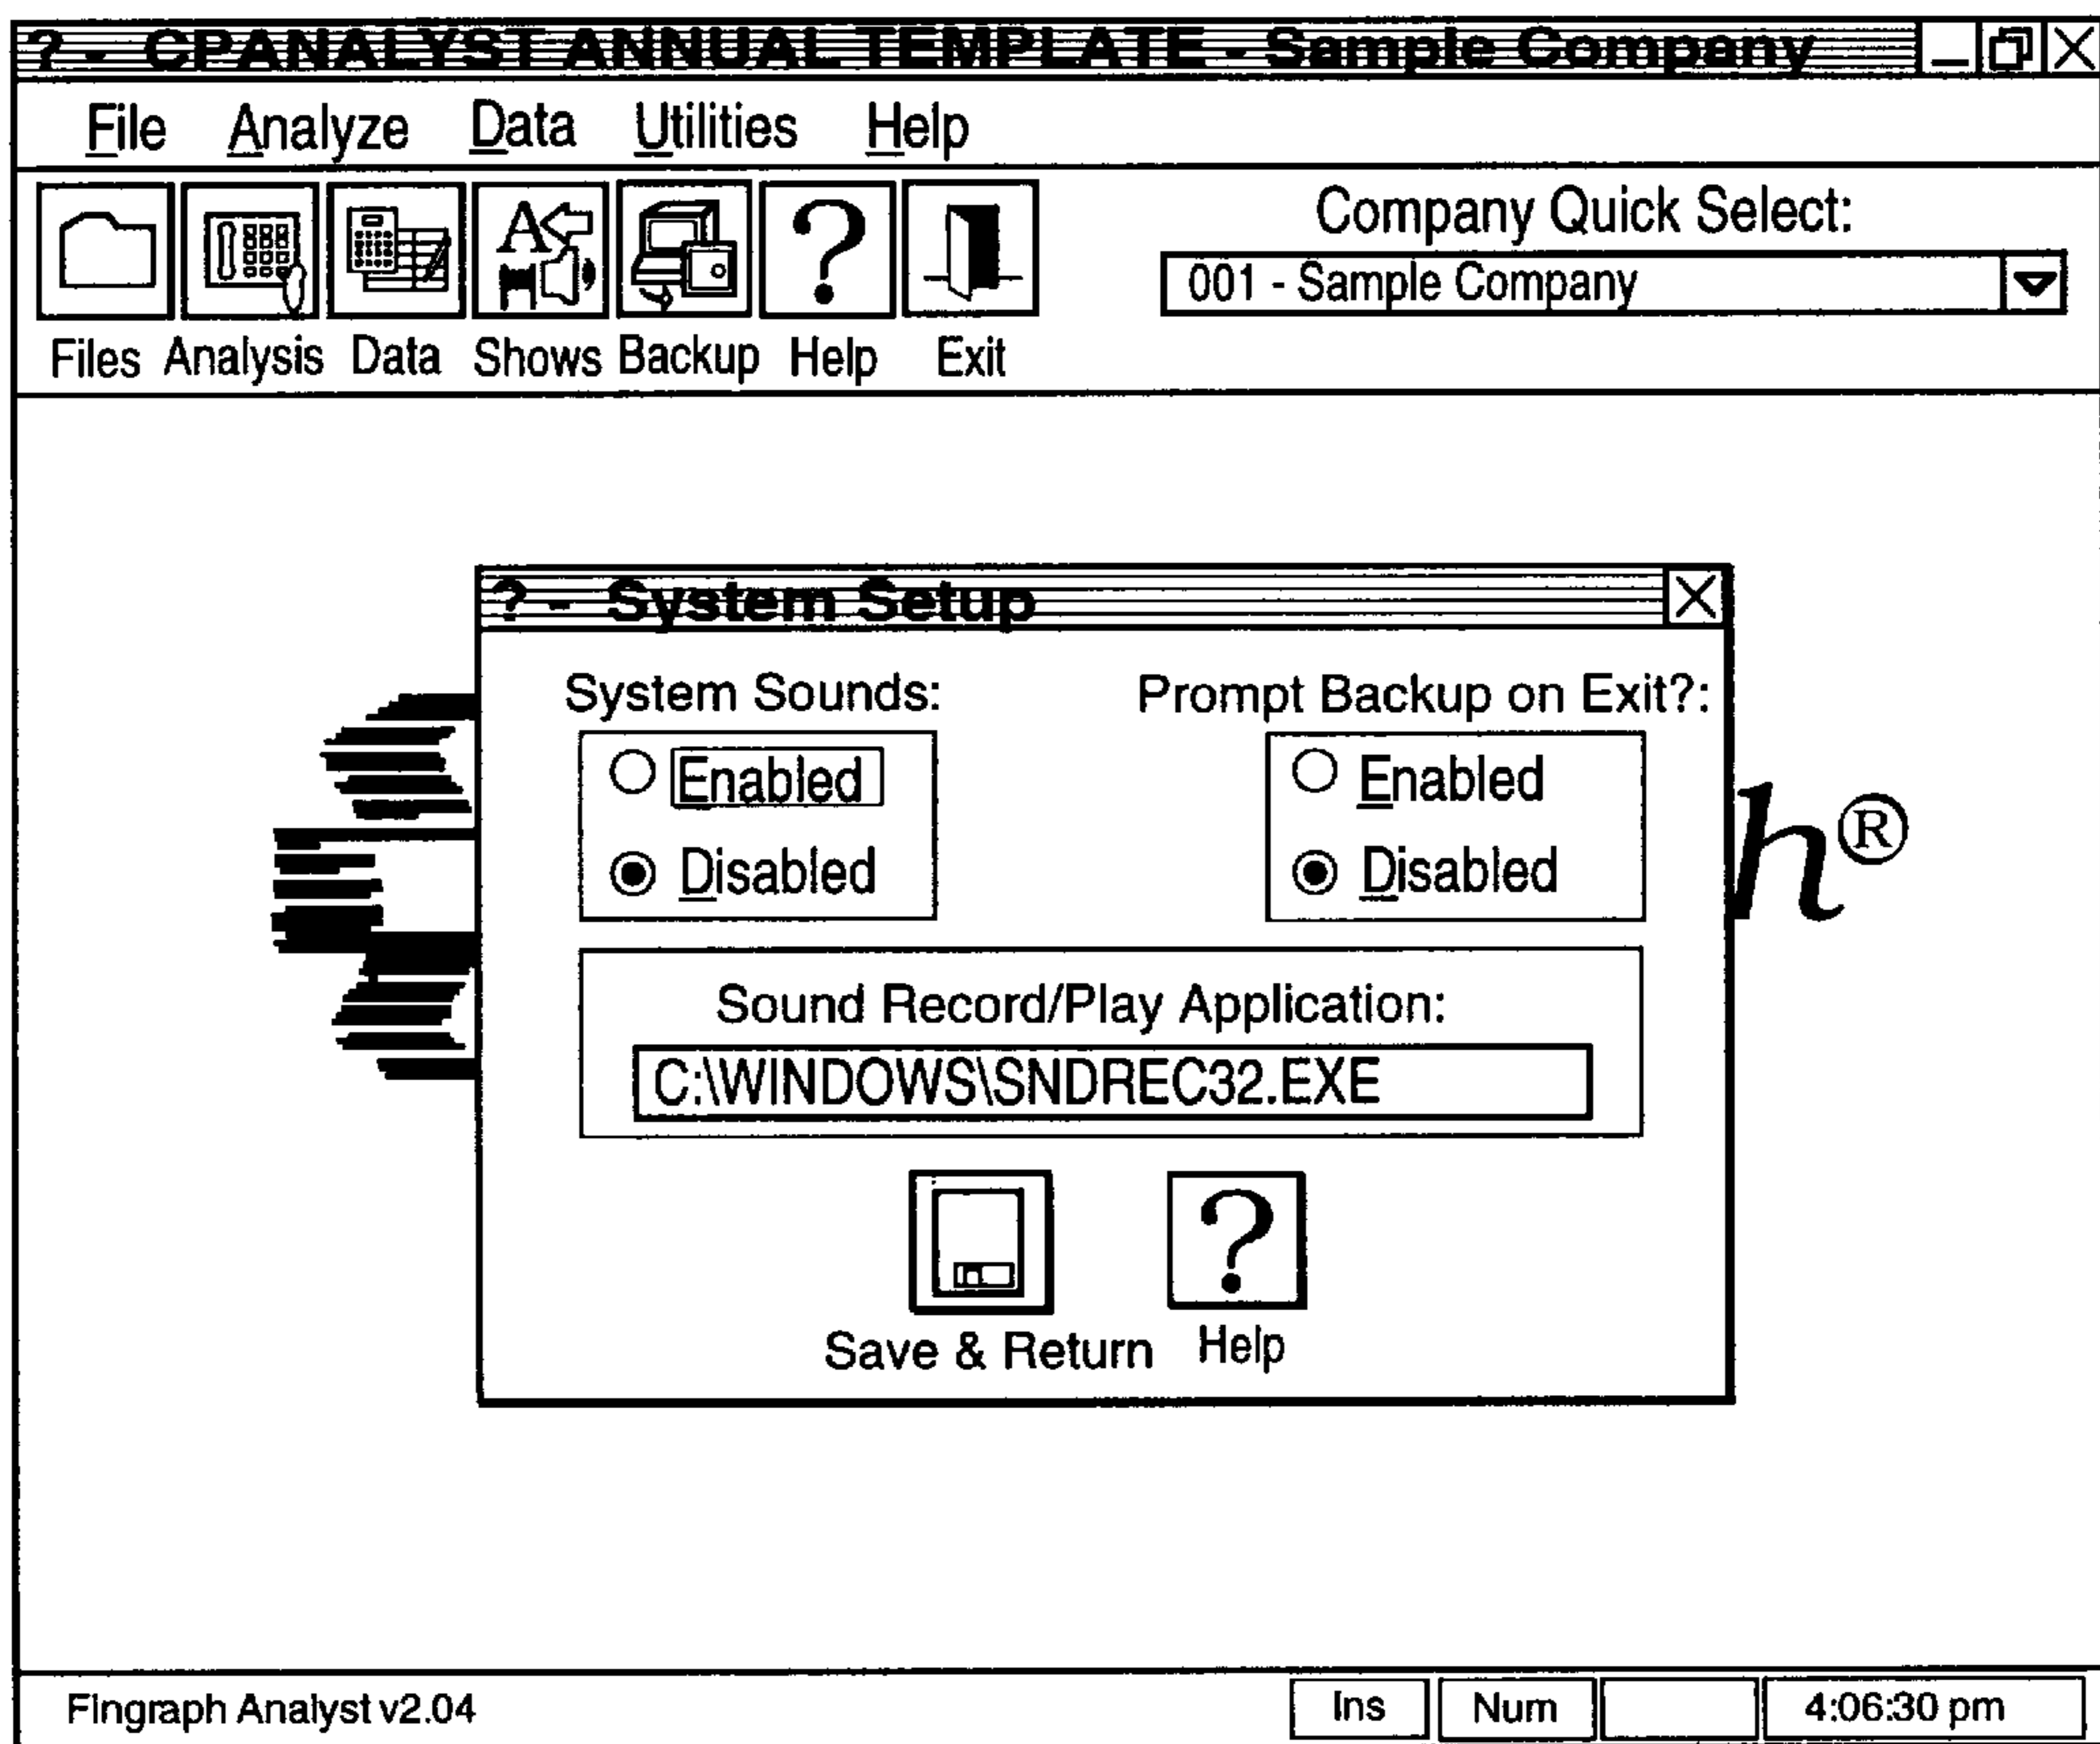 ? - CPANALYST ANNUAL TEMPLATE - Sample Company
File Analyze Data Utilities Help
Company Quick Select:
001 - Sample Company
Files Analysis Data Shows Backup Help Exit
? - System Setup
System Sounds: Prompt Backup on Exit?:
Enabled Enabled
Disabled Disabled
h®
Sound Record/Play Application:
C:\WINDOWS\SNDREC32.EXE
Save & Return Help
Fingraph Analyst v2.04 Ins Num 4:06:30 pm